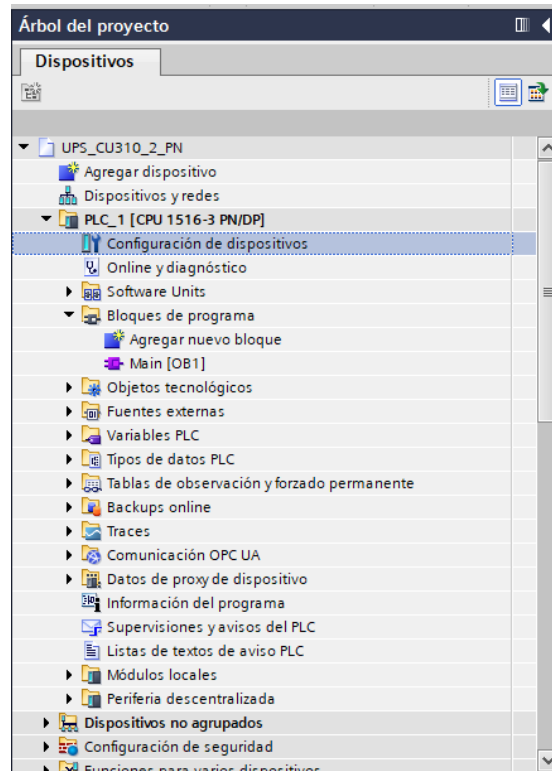 Árbol del proyecto
Dispositivos
UPS_CU310_2_PN
Agregar dispositivo
Dispositivos y redes
PLC_1 [CPU 1516-3 PN/DP]
Configuración de dispositivos
Online y diagnóstico
Software Units
Bloques de programa
Agregar nuevo bloque
Main [OB1]
Objetos tecnológicos
Fuentes externas
Variables PLC
Tipos de datos PLC
Tablas de observación y forzado permanente
Backups online
Traces
Comunicación OPC UA
Datos de proxy de dispositivo
Información del programa
Supervisiones y avisos del PLC
Listas de textos de aviso PLC
Módulos locales
Periferia descentralizada
Dispositivos no agrupados
Configuración de seguridad
Funciones para varios dispositivos